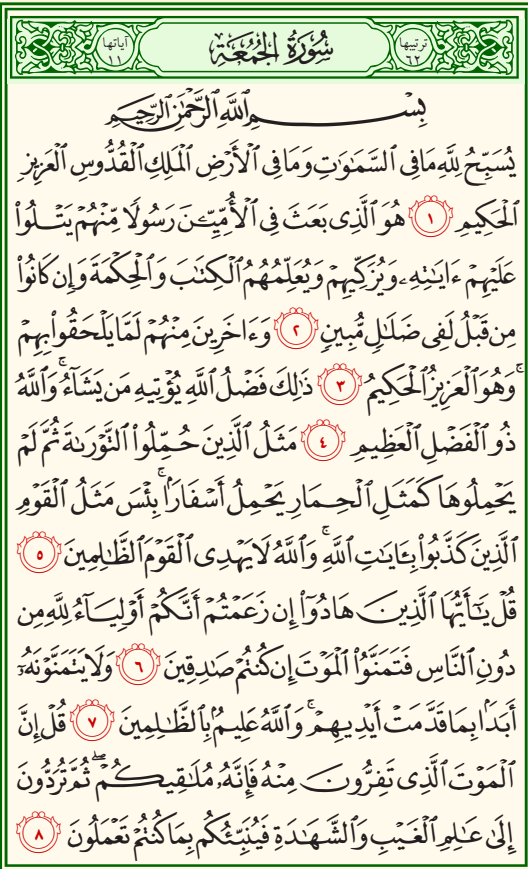 ترتيبها ٦٢ سُورَةُ الجُمُعَةِ آياتها ١١
بِسْمِ ٱللَّهِ ٱلرَّحْمَٰنِ ٱلرَّحِيمِ
يُسَبِّحُ لِلَّهِ مَا فِي ٱلسَّمَٰوَٰتِ وَمَا فِي ٱلْأَرْضِ ٱلْمَلِكِ ٱلْقُدُّوسِ ٱلْعَزِيزِ
ٱلْحَكِيمِ ١ هُوَ ٱلَّذِي بَعَثَ فِي ٱلْأُمِّيِّـۧنَ رَسُولًا مِّنْهُمْ يَتْلُوا۟
عَلَيْهِمْ ءَايَٰتِهِۦ وَيُزَكِّيهِمْ وَيُعَلِّمُهُمُ ٱلْكِتَٰبَ وَٱلْحِكْمَةَ وَإِن كَانُوا۟
مِن قَبْلُ لَفِي ضَلَٰلٍ مُّبِينٍ ٢ وَءَاخَرِينَ مِنْهُمْ لَمَّا يَلْحَقُوا۟ بِهِمْ
ۚ وَهُوَ ٱلْعَزِيزُ ٱلْحَكِيمُ ٣ ذَٰلِكَ فَضْلُ ٱللَّهِ يُؤْتِيهِ مَن يَشَآءُ ۚ وَٱللَّهُ
ذُو ٱلْفَضْلِ ٱلْعَظِيمِ ٤ مَثَلُ ٱلَّذِينَ حُمِّلُوا۟ ٱلتَّوْرَىٰةَ ثُمَّ لَمْ
يَحْمِلُوهَا كَمَثَلِ ٱلْحِمَارِ يَحْمِلُ أَسْفَارًۢا ۚ بِئْسَ مَثَلُ ٱلْقَوْمِ
ٱلَّذِينَ كَذَّبُوا۟ بِـَٔايَٰتِ ٱللَّهِ ۚ وَٱللَّهُ لَا يَهْدِي ٱلْقَوْمَ ٱلظَّٰلِمِينَ ٥
قُلْ يَٰٓأَيُّهَا ٱلَّذِينَ هَادُوٓا۟ إِن زَعَمْتُمْ أَنَّكُمْ أَوْلِيَآءُ لِلَّهِ مِن
دُونِ ٱلنَّاسِ فَتَمَنَّوُا۟ ٱلْمَوْتَ إِن كُنتُمْ صَٰدِقِينَ ٦ وَلَا يَتَمَنَّوْنَهُۥٓ
أَبَدًۢا بِمَا قَدَّمَتْ أَيْدِيهِمْ ۚ وَٱللَّهُ عَلِيمٌۢ بِٱلظَّٰلِمِينَ ٧ قُلْ إِنَّ
ٱلْمَوْتَ ٱلَّذِي تَفِرُّونَ مِنْهُ فَإِنَّهُۥ مُلَٰقِيكُمْ ۖ ثُمَّ تُرَدُّونَ
إِلَىٰ عَٰلِمِ ٱلْغَيْبِ وَٱلشَّهَٰدَةِ فَيُنَبِّئُكُم بِمَا كُنتُمْ تَعْمَلُونَ ٨